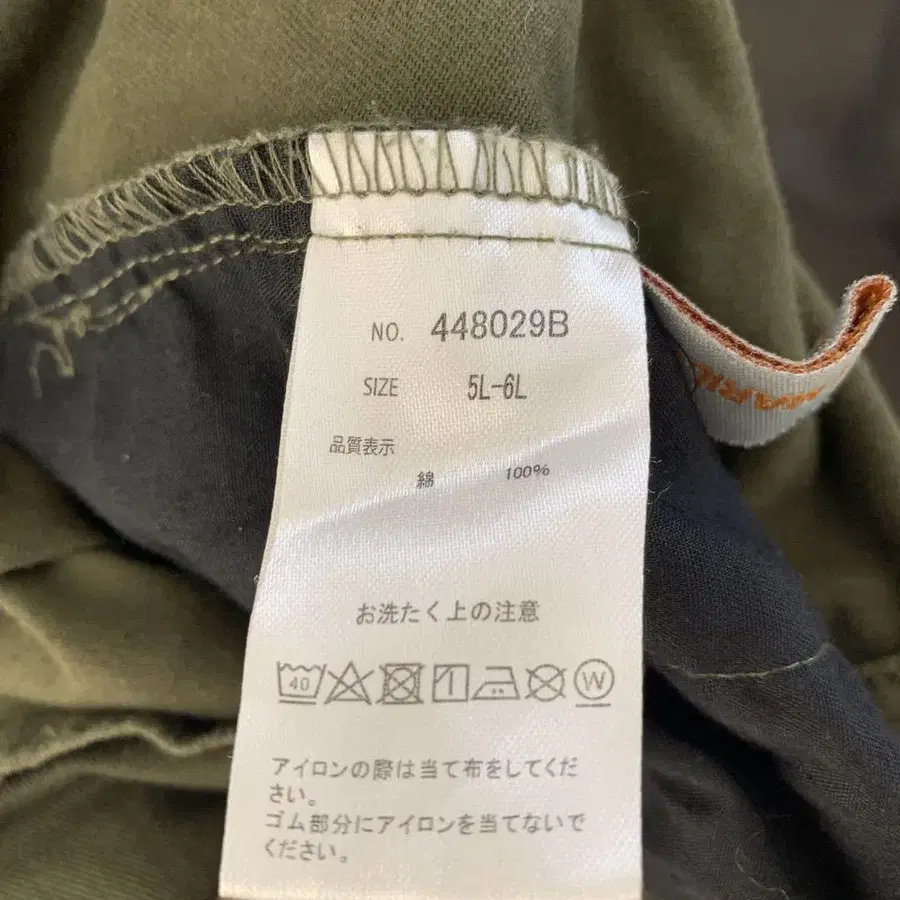 NO. 448029B
SIZE 5L-6L
品質表示
綿 100%
お洗たく上の注意
40
W
アイロンの際は当て布をしてくだ
さい。
ゴム部分にアイロンを当てないで
ください。